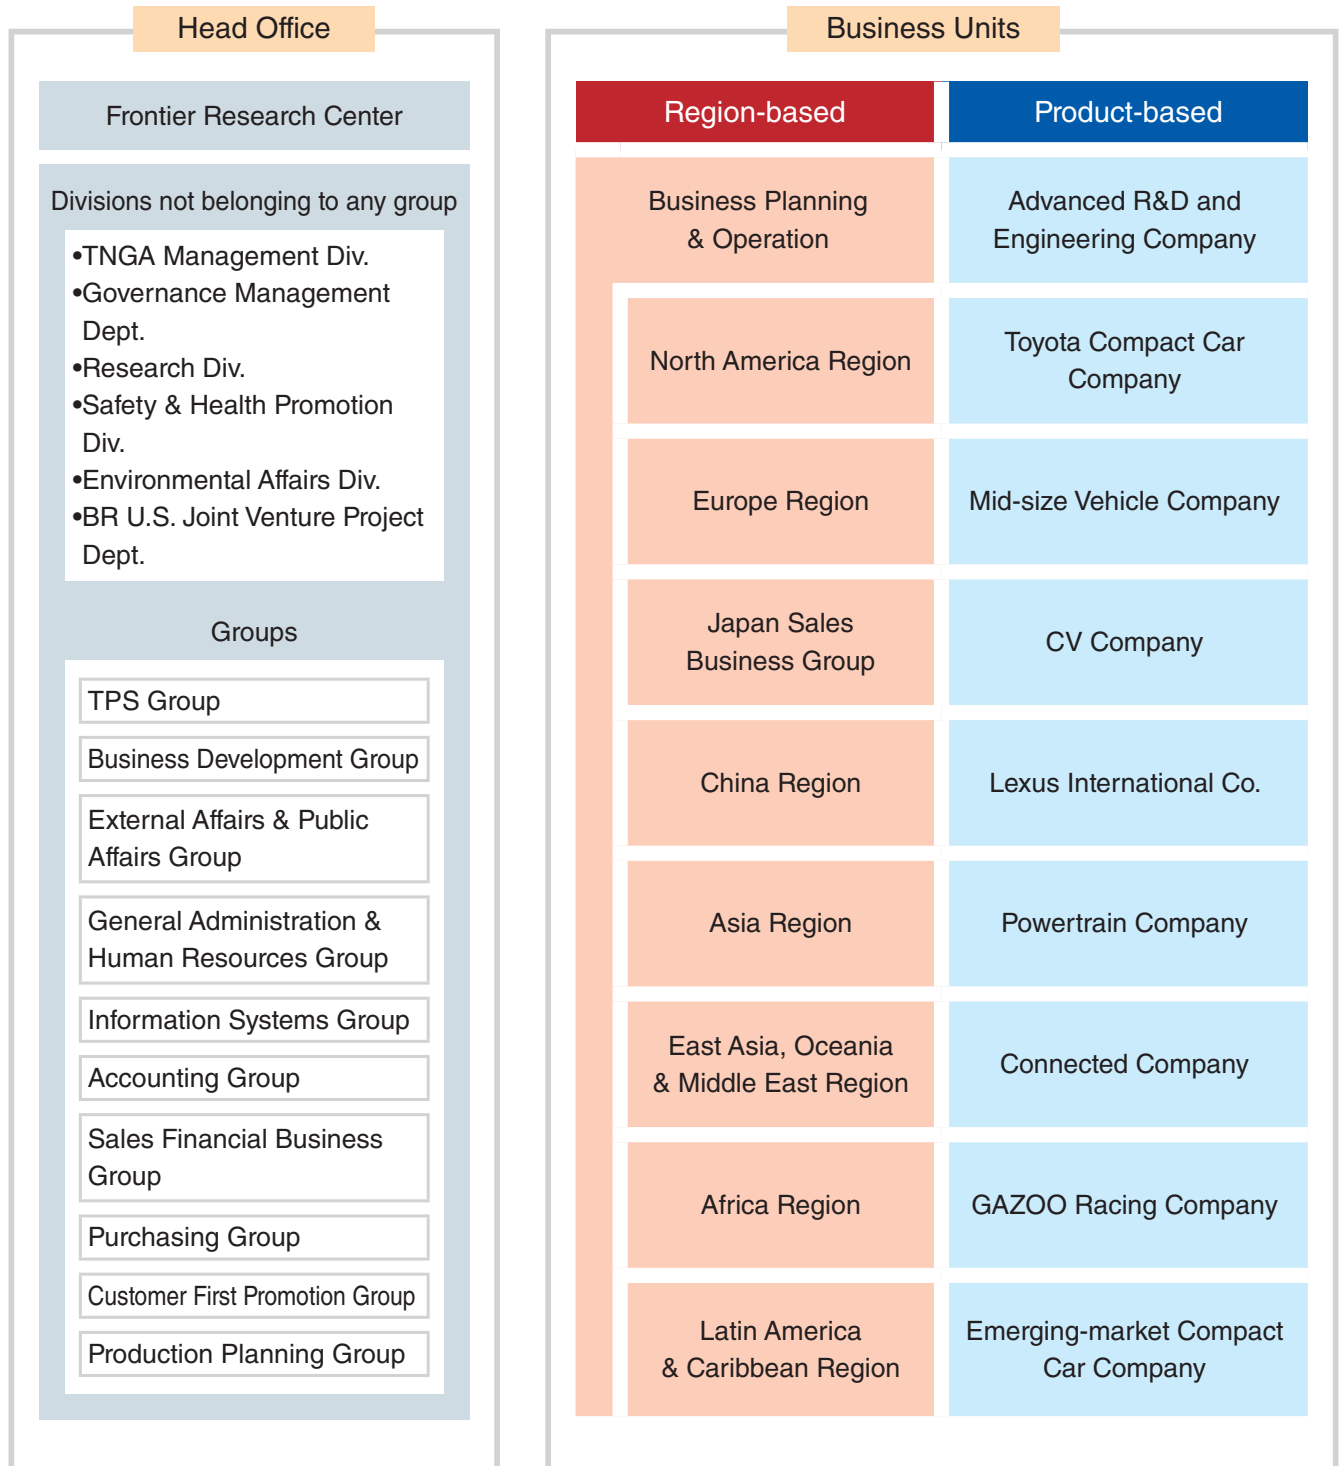 Head Office
Frontier Research Center
Divisions not belonging to any group
•TNGA Management Div.
•Governance Management
Dept.
•Research Div.
•Safety & Health Promotion
Div.
•Environmental Affairs Div.
•BR U.S. Joint Venture Project
Dept.
Groups
TPS Group
Business Development Group
External Affairs & Public
Affairs Group
General Administration &
Human Resources Group
Information Systems Group
Accounting Group
Sales Financial Business
Group
Purchasing Group
Customer First Promotion Group
Production Planning Group
Business Units
Region-based
Business Planning
& Operation
North America Region
Europe Region
Japan Sales
Business Group
China Region
Asia Region
East Asia, Oceania
& Middle East Region
Africa Region
Latin America
& Caribbean Region
Product-based
Advanced R&D and
Engineering Company
Toyota Compact Car
Company
Mid-size Vehicle Company
CV Company
Lexus International Co.
Powertrain Company
Connected Company
GAZOO Racing Company
Emerging-market Compact
Car Company